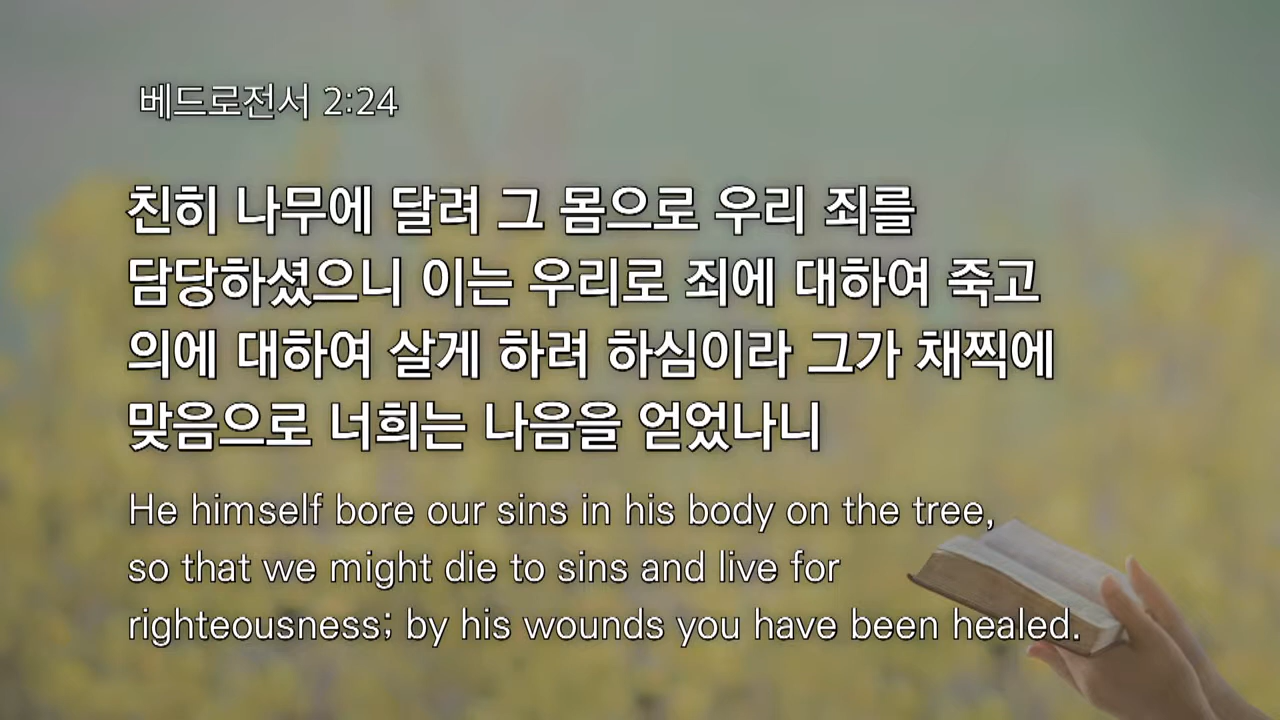 베드로전서 2:24
친히 나무에 달려 그 몸으로 우리 죄를
담당하셨으니 이는 우리로 죄에 대하여 죽고
의에 대하여 살게 하려 하심이라 그가 채찍에
맞음으로 너희는 나음을 얻었나니
He himself bore our sins in his body on the tree,
so that we might die to sins and live for
righteousness; by his wounds you have been healed.